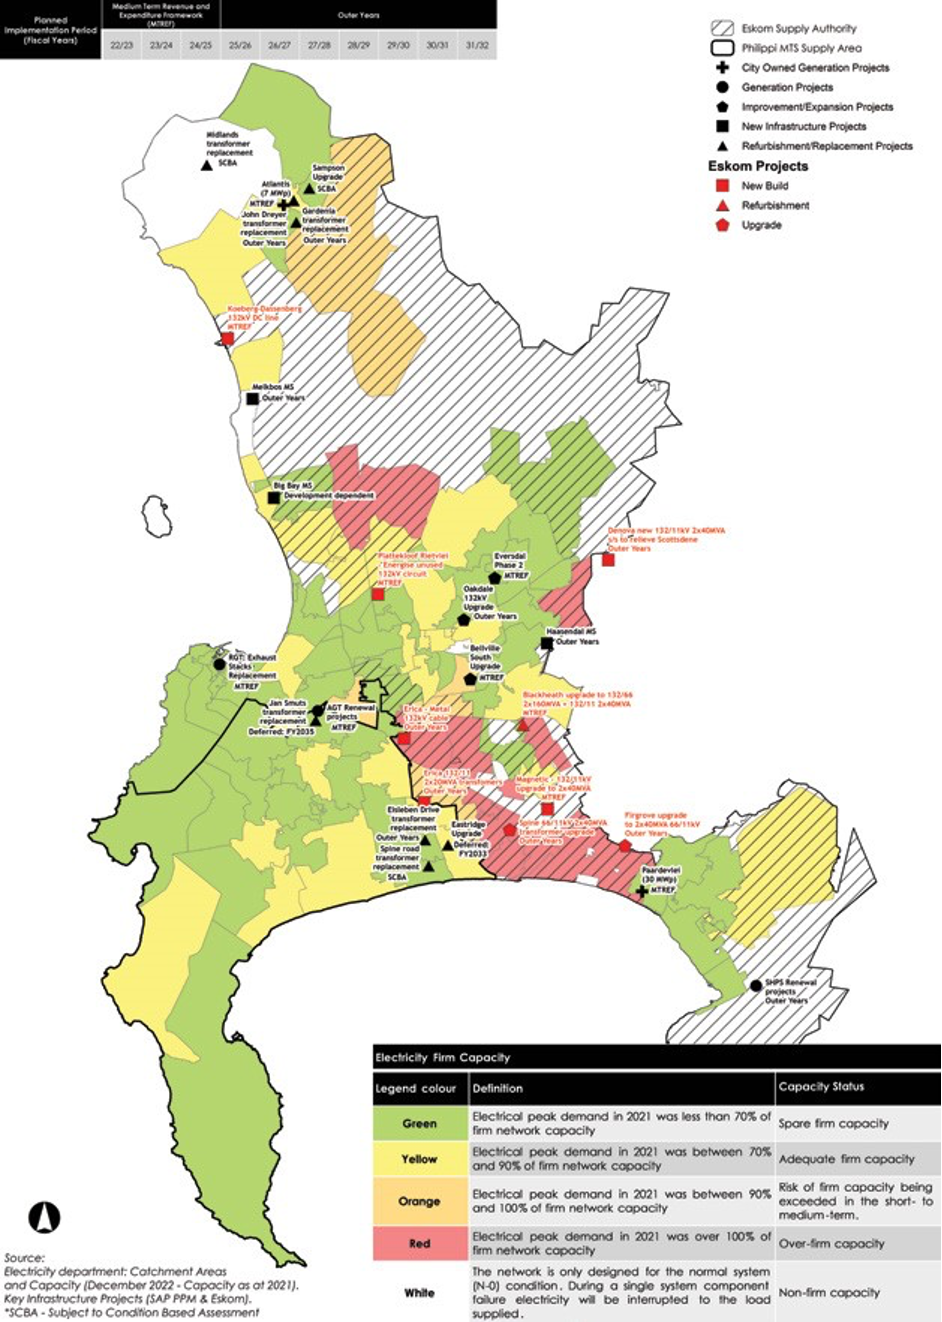 Planned
Implementation Period
(Fiscal Years)
Medium Term Revenue and
Expenditure Framework
(MTREF)
Outer Years
22/23
23/24
24/25
25/26
26/27
27/28
28/29
29/30
30/31
31/32
Eskom Supply Authority
Philippi MTS Supply Area
City Owned Generation Projects
Generation Projects
Improvement/Expansion Projects
New Infrastructure Projects
Refurbishment/Replacement Projects
Eskom Projects
New Build
Refurbishment
Upgrade
Midlands
transformer
replacement
SCBA
Sampson
Upgrade
SCBA
Atlantis
(7 MWp)
MTREF
John Dreyer
transformer
replacement
Outer Years
Gardenia
transformer
replacement
Outer Years
Koeberg-Dassenberg
132kV DC line
MTREF
Melkbos MS
Outer Years
Big Bay MS
Development dependent
Denova new 132/11kV 2x40MVA
s/s to relieve Scottsdene
Outer Years
Plattekloof Rietvlei
Energise unused
132kV circuit
MTREF
Eversdal
Phase 2
MTREF
Oakdale
132kV
Upgrade
Outer Years
Haasendal MS
Outer Years
RGT: Exhaust
Stacks
Replacement
MTREF
Bellville
South
Upgrade
MTREF
Jan Smuts
transformer
replacement
Deferred: FY2035
AGT Renewal
projects
MTREF
Erica - Metal
132kV cable
Outer Years
Blackheath upgrade to 132/66
2x160MVA + 132/11 2x40MVA
MTREF
Erica 132/11
2x20MVA transfomers
Outer Years
Magnetic - 132/11kV
upgrade to 2x40MVA
MTREF
Eisleben Drive
transformer
replacement
Outer Years
Eastridge
Upgrade
Deferred:
FY2033
Spine road
transformer
replacement
SCBA
Spine 66/11kV 2x40MVA
transformer upgrade
Outer Years
Firgrove upgrade
to 2x40MVA 66/11kV
Outer Years
Paardevlei
(30 MWp)
MTREF
SHPS Renewal
projects
Outer Years
Electricity Firm Capacity
Legend colour
Definition
Capacity Status
Green
Electrical peak demand in 2021 was less than 70% of
firm network capacity
Spare firm capacity
Yellow
Electrical peak demand in 2021 was between 70%
and 90% of firm network capacity
Adequate firm capacity
Orange
Electrical peak demand in 2021 was between 90%
and 100% of firm network capacity
Risk of firm capacity being
exceeded in the short- to
medium-term.
Red
Electrical peak demand in 2021 was over 100% of
firm network capacity
Over-firm capacity
White
The network is only designed for the normal system
(N-0) condition. During a single system component
failure electricity will be interrupted to the load
supplied.
Non-firm capacity
Source:
Electricity department: Catchment Areas
and Capacity (December 2022 - Capacity as at 2021).
Key Infrastructure Projects (SAP PPM & Eskom).
*SCBA - Subject to Condition Based Assessment